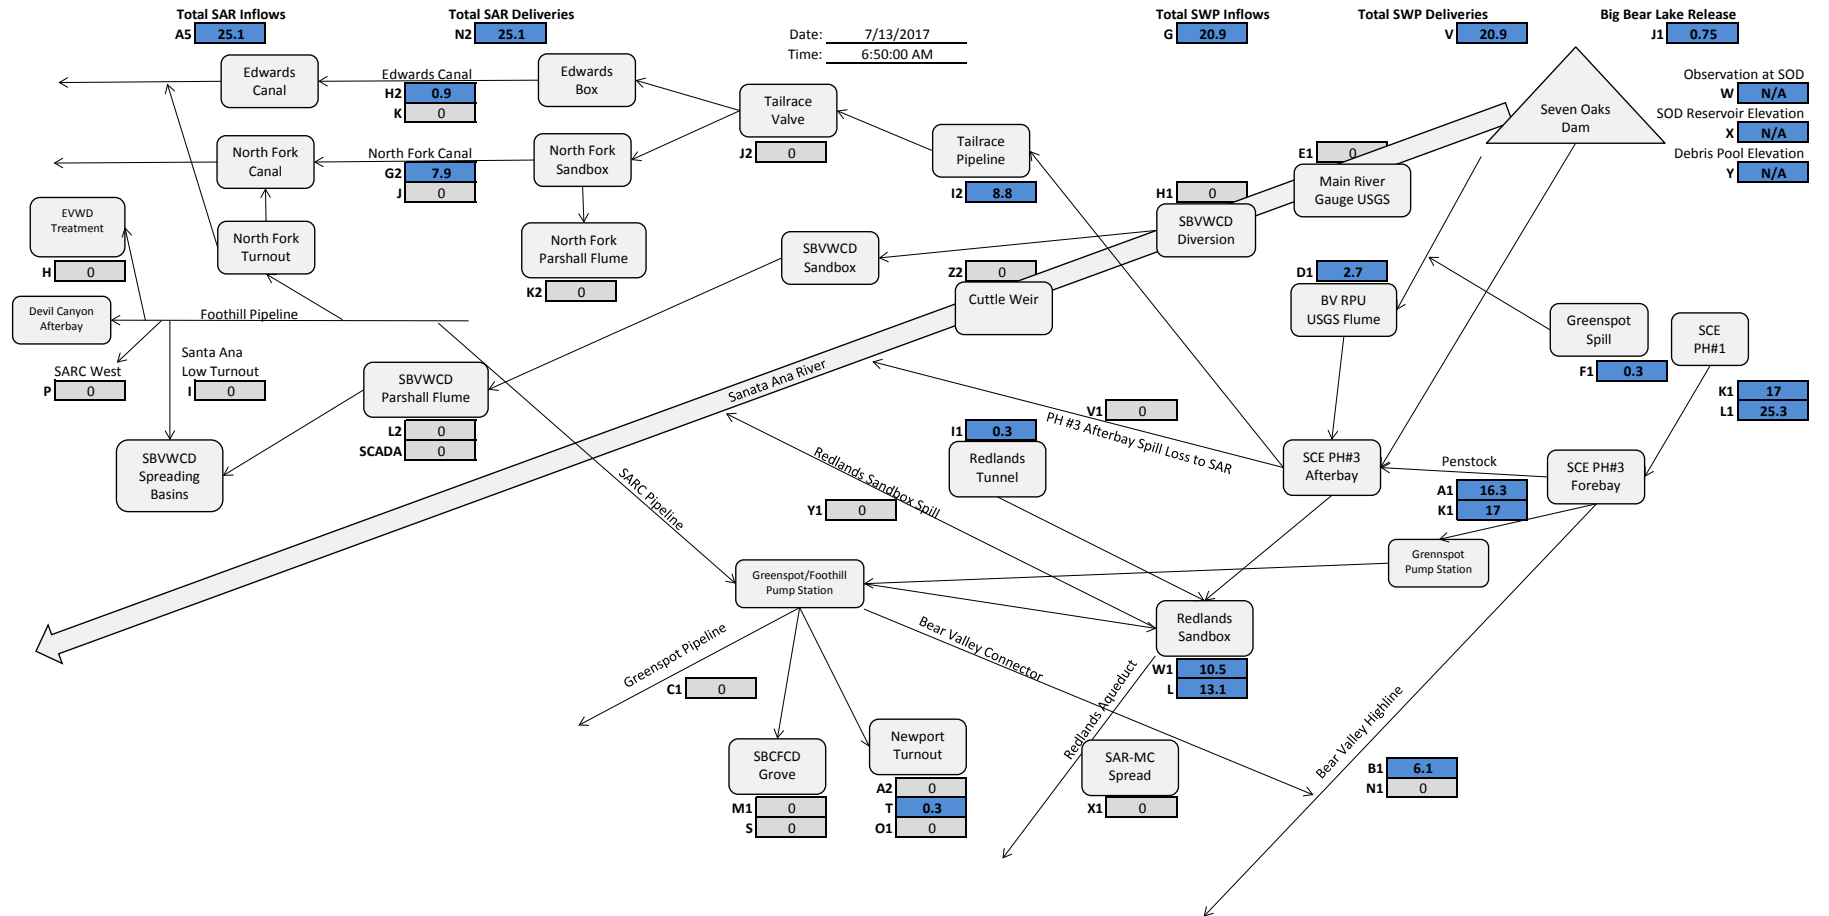 Total SAR Inflows
A5 25.1
Total SAR Deliveries
N2 25.1
Date: 7/13/2017
Time: 6:50:00 AM
Total SWP Inflows
G 20.9
Total SWP Deliveries
V 20.9
Big Bear Lake Release
J1 0.75
Edwards
Canal
Edwards Canal
H2 0.9
K 0
Edwards
Box
Tailrace
Valve
J2 0
Tailrace
Pipeline
I2 8.8
Seven Oaks
Dam
Observation at SOD
W N/A
SOD Reservoir Elevation
X N/A
Debris Pool Elevation
Y N/A
North Fork
Canal
North Fork Canal
G2 7.9
J 0
North Fork
Sandbox
E1 0
Main River
Gauge USGS
H1 0
SBVWCD
Diversion
EVWD
Treatment
H 0
North Fork
Turnout
North Fork
Parshall Flume
K2 0
SBVWCD
Sandbox
Z2 0
Cuttle Weir
D1 2.7
BV RPU
USGS Flume
Greenspot
Spill
F1 0.3
SCE
PH#1
K1 17
L1 25.3
Devil Canyon
Afterbay
Foothill Pipeline
SARC West
P 0
Santa Ana
Low Turnout
I 0
SBVWCD
Parshall Flume
L2 0
SCADA 0
Sanata Ana River
V1 0
PH #3 Afterbay Spill Loss to SAR
I1 0.3
Redlands
Tunnel
SCE PH#3
Afterbay
Penstock
A1 16.3
K1 17
SCE PH#3
Forebay
SBVWCD
Spreading
Basins
SARC Pipeline
Redlands Sandbox Spill
Y1 0
Grennspot
Pump Station
Greenspot/Foothill
Pump Station
Redlands
Sandbox
W1 10.5
L 13.1
Greenspot Pipeline
C1 0
Bear Valley Connector
Redlands Aqueduct
Bear Valley Highline
SBCFCD
Grove
M1 0
S 0
Newport
Turnout
A2 0
T 0.3
O1 0
SAR-MC
Spread
X1 0
B1 6.1
N1 0